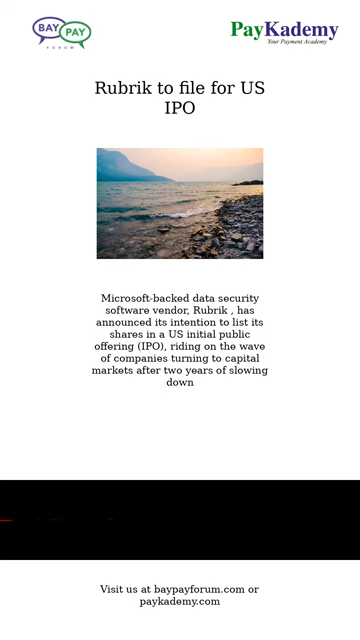 BAY PAY
FORUM
PayKademy
Your Payment Academy
Rubrik to file for US
IPO
Microsoft-backed data security
software vendor, Rubrik , has
announced its intention to list its
shares in a US initial public
offering (IPO), riding on the wave
of companies turning to capital
markets after two years of slowing
down
Visit us at baypayforum.com or
paykademy.com